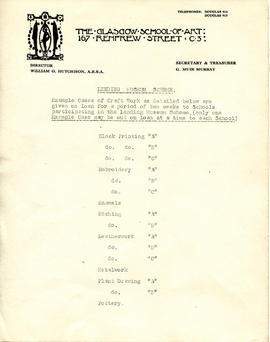 TELEPHONES: DOUGLAS
DOUGLAS
THE·GLASGOW·SCHOOL·OF·ART:
167·RENFREW·STREET·C·3:
DIRECTOR
WILLIAM O. HUTCHISON, A.R.S.A.
SECRETARY & TREASURER
G. MUIR MURRAY
LENDING MUSEUM SCHEME.
Example Cases of Craft Work as detailed below are
given on loan for a period of two weeks to Schools
participating in the Lending Museum Scheme, (only one
Example Case may be out on loan at a time to each School)
Block Printing "A"
do. do. "B"
do. do. "C"
Embroidery "A"
do. "B"
do. "C"
Enamels
Etching "A"
do. "B"
Leatherwork "A"
do. "B"
do. "C"
Metalwork
Plant Drawing "A"
do. "B"
Pottery.